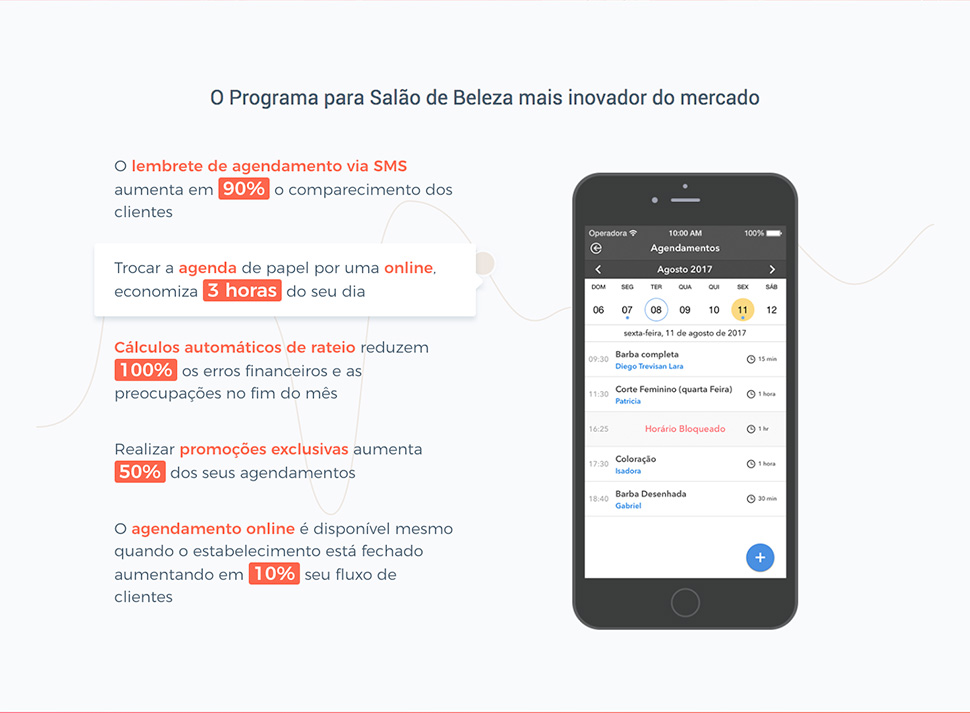 O Programa para Salão de Beleza mais inovador do mercado
O lembrete de agendamento via SMS
aumenta em 90% o comparecimento dos
clientes
Trocar a agenda de papel por uma online,
economiza 3 horas do seu dia
Cálculos automáticos de rateio reduzem
100% os erros financeiros e as
preocupações no fim do mês
Realizar promoções exclusivas aumenta
50% dos seus agendamentos
O agendamento online é disponível mesmo
quando o estabelecimento está fechado
aumentando em 10% seu fluxo de
clientes
Operadora 10:00 AM 100%
Agendamentos
Agosto 2017
DOM SEG TER QUA QUI SEX SÁB
06 07 08 09 10 11 12
sexta-feira, 11 de agosto de 2017
09:30 Barba completa 15 min
Diego Trevisan Lara
11:30 Corte Feminino (quarta Feira) 1 hora
Patricia
16:25 Horário Bloqueado 1 hr
17:30 Coloração 1 hora
Isadora
18:40 Barba Desenhada 30 min
Gabriel
+